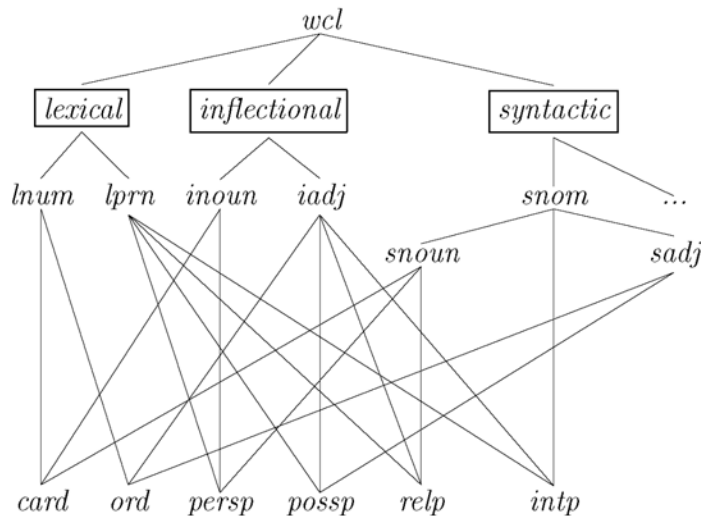 wcl
lexical inflectional syntactic
lnum lprn inoun iadj snom ...
snoun sadj
card ord persp possp relp intp